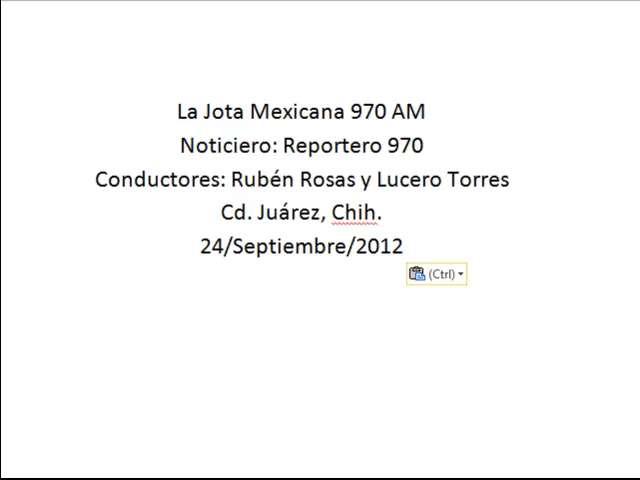 La Jota Mexicana 970 AM
Noticiero: Reportero 970
Conductores: Rubén Rosas y Lucero Torres
Cd. Juárez, Chih.
24/Septiembre/2012
(Ctrl)